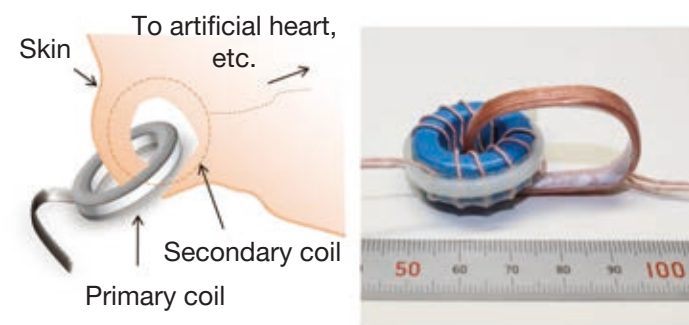 To artificial heart,
etc.
Skin
Secondary coil
Primary coil
50 60 70 80 90 100